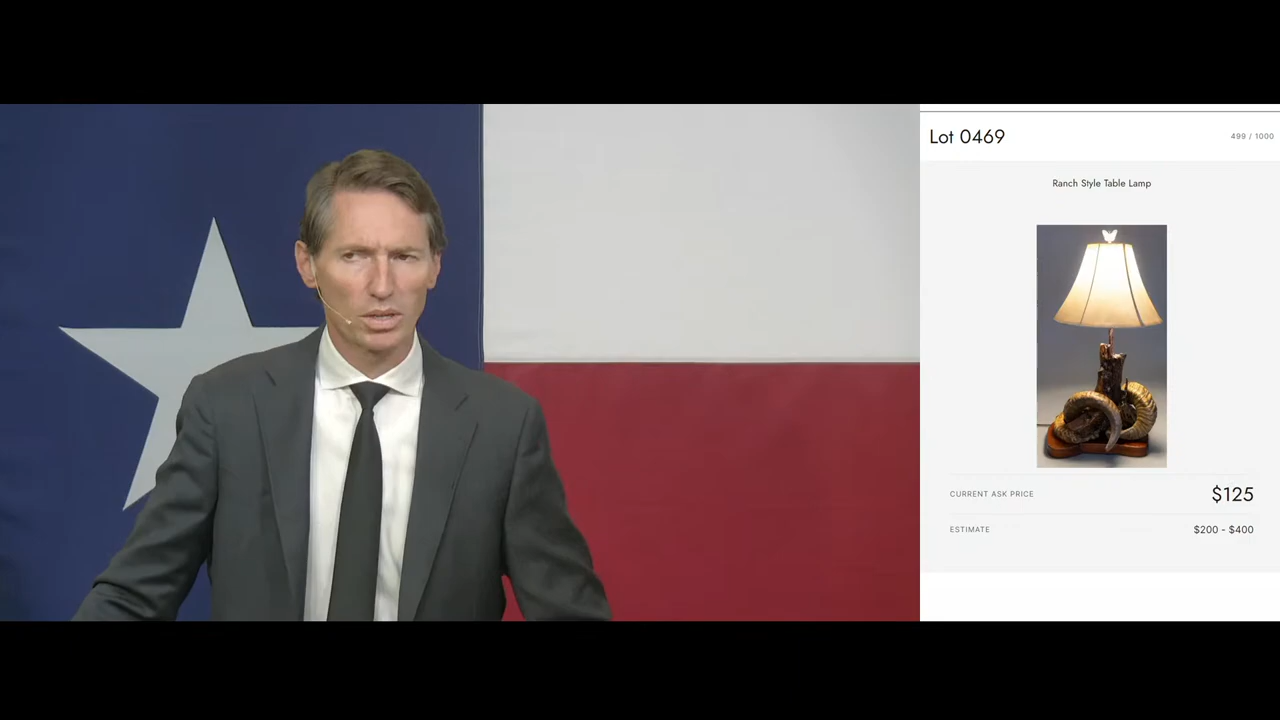 Lot 0469
499 / 1000
Ranch Style Table Lamp
CURRENT ASK PRICE
$125
ESTIMATE
$200 - $400